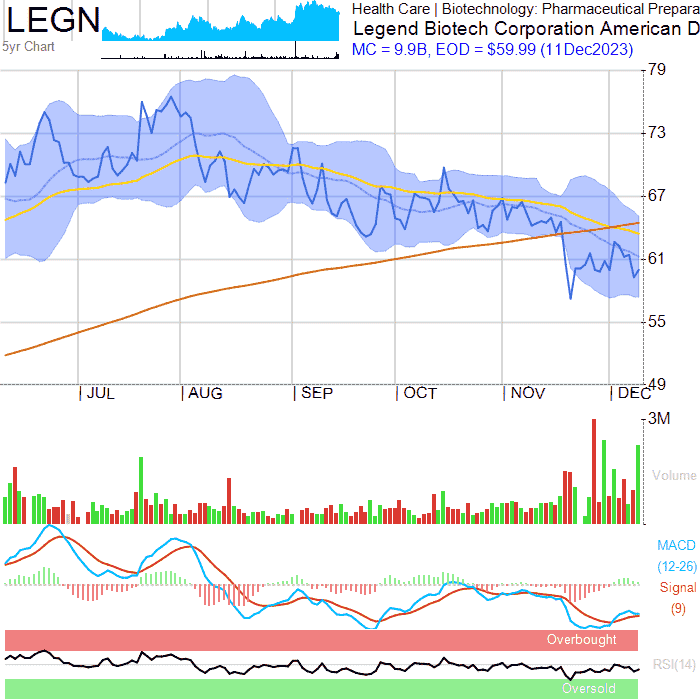 LEGN
5yr Chart
Health Care | Biotechnology: Pharmaceutical Prepara
Legend Biotech Corporation American D
MC = 9.9B, EOD = $59.99 (11Dec2023)
79
73
67
61
55
49
JUL AUG SEP OCT NOV DEC
3M
Volume
MACD
(12-26)
Signal
(9)
Overbought
RSI(14)
Oversold